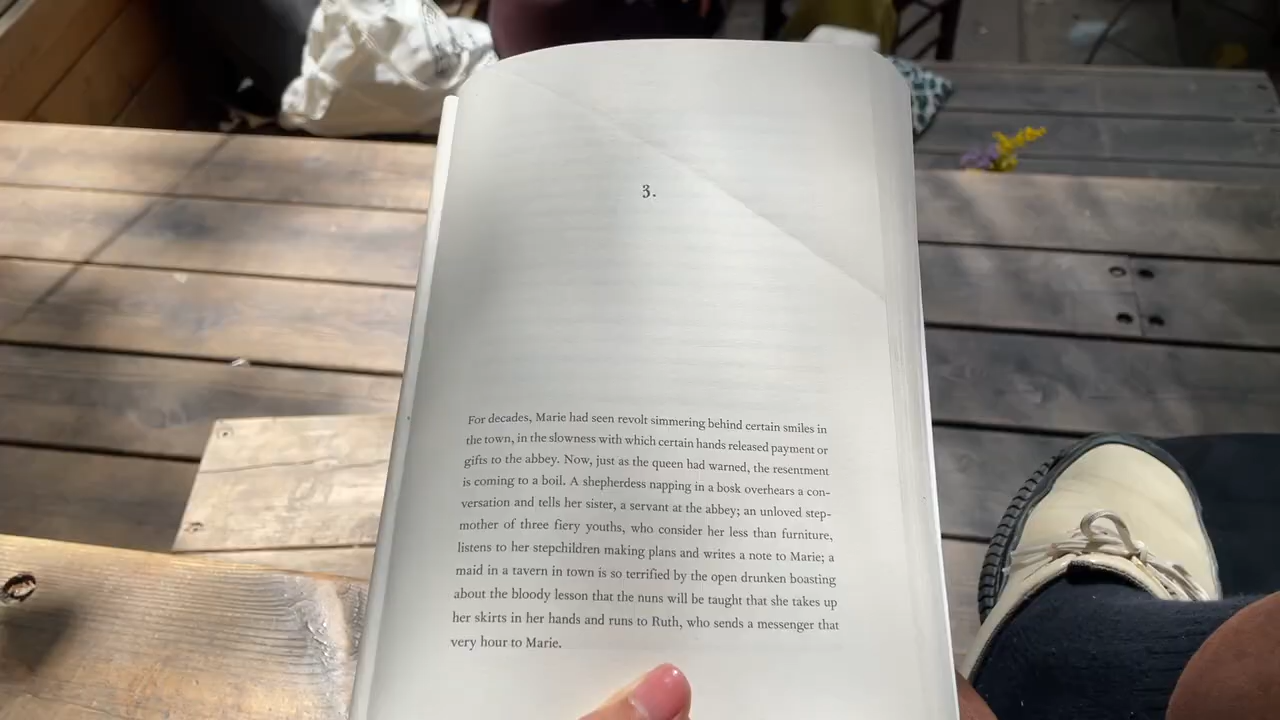 3.
For decades, Marie had seen revolt simmering behind certain smiles in
the town, in the slowness with which certain hands released payment or
gifts to the abbey. Now, just as the queen had warned, the resentment
is coming to a boil. A shepherdess napping in a bosk overhears a con-
versation and tells her sister, a servant at the abbey; an unloved step-
mother of three fiery youths, who consider her less than furniture,
listens to her stepchildren making plans and writes a note to Marie; a
maid in a tavern in town is so terrified by the open drunken boasting
about the bloody lesson that the nuns will be taught that she takes up
her skirts in her hands and runs to Ruth, who sends a messenger that
very hour to Marie.